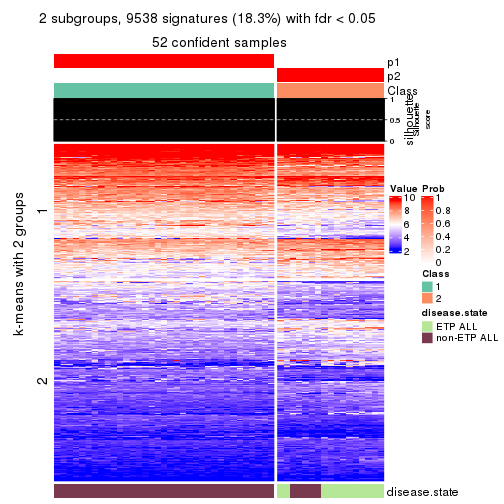 2 subgroups, 9538 signatures (18.3%) with fdr < 0.05
52 confident samples
p1
p2
Class
silhouette
Silhouette
score
1
0.5
0
k-means with 2 groups
1
2
Value
10
8
6
4
2
Prob
1
0.8
0.6
0.4
0.2
0
Class
1
2
disease.state
ETP ALL
non-ETP ALL
disease.state